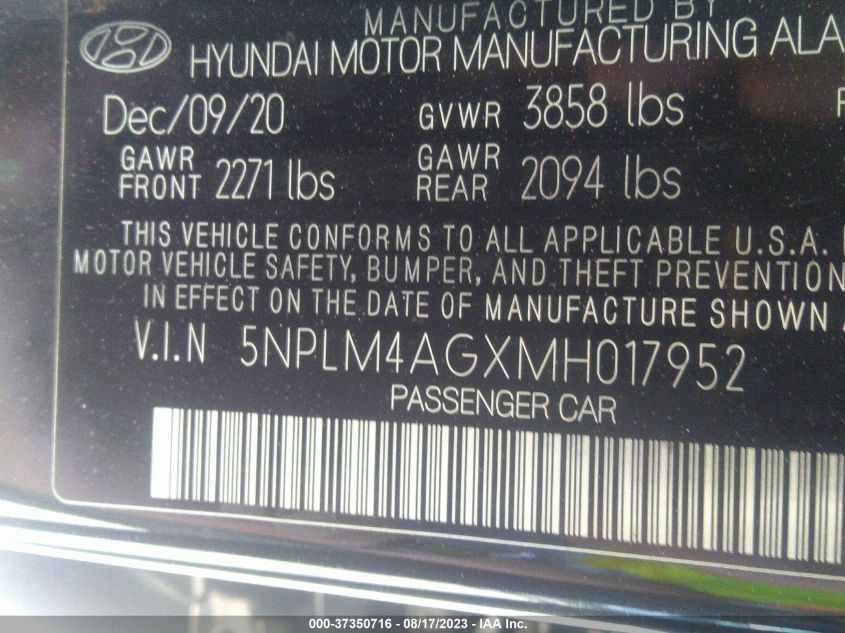 MANUFACTURED BY
HYUNDAI MOTOR MANUFACTURING ALA
Dec/09/20 GVWR 3858 lbs
GAWR FRONT 2271 lbs GAWR REAR 2094 lbs
THIS VEHICLE CONFORMS TO ALL APPLICABLE U.S.A.
MOTOR VEHICLE SAFETY, BUMPER, AND THEFT PREVENTION
IN EFFECT ON THE DATE OF MANUFACTURE SHOWN
V.I.N 5NPLM4AGXMH017952
PASSENGER CAR
000-37350716 - 08/17/2023 - IAA Inc.